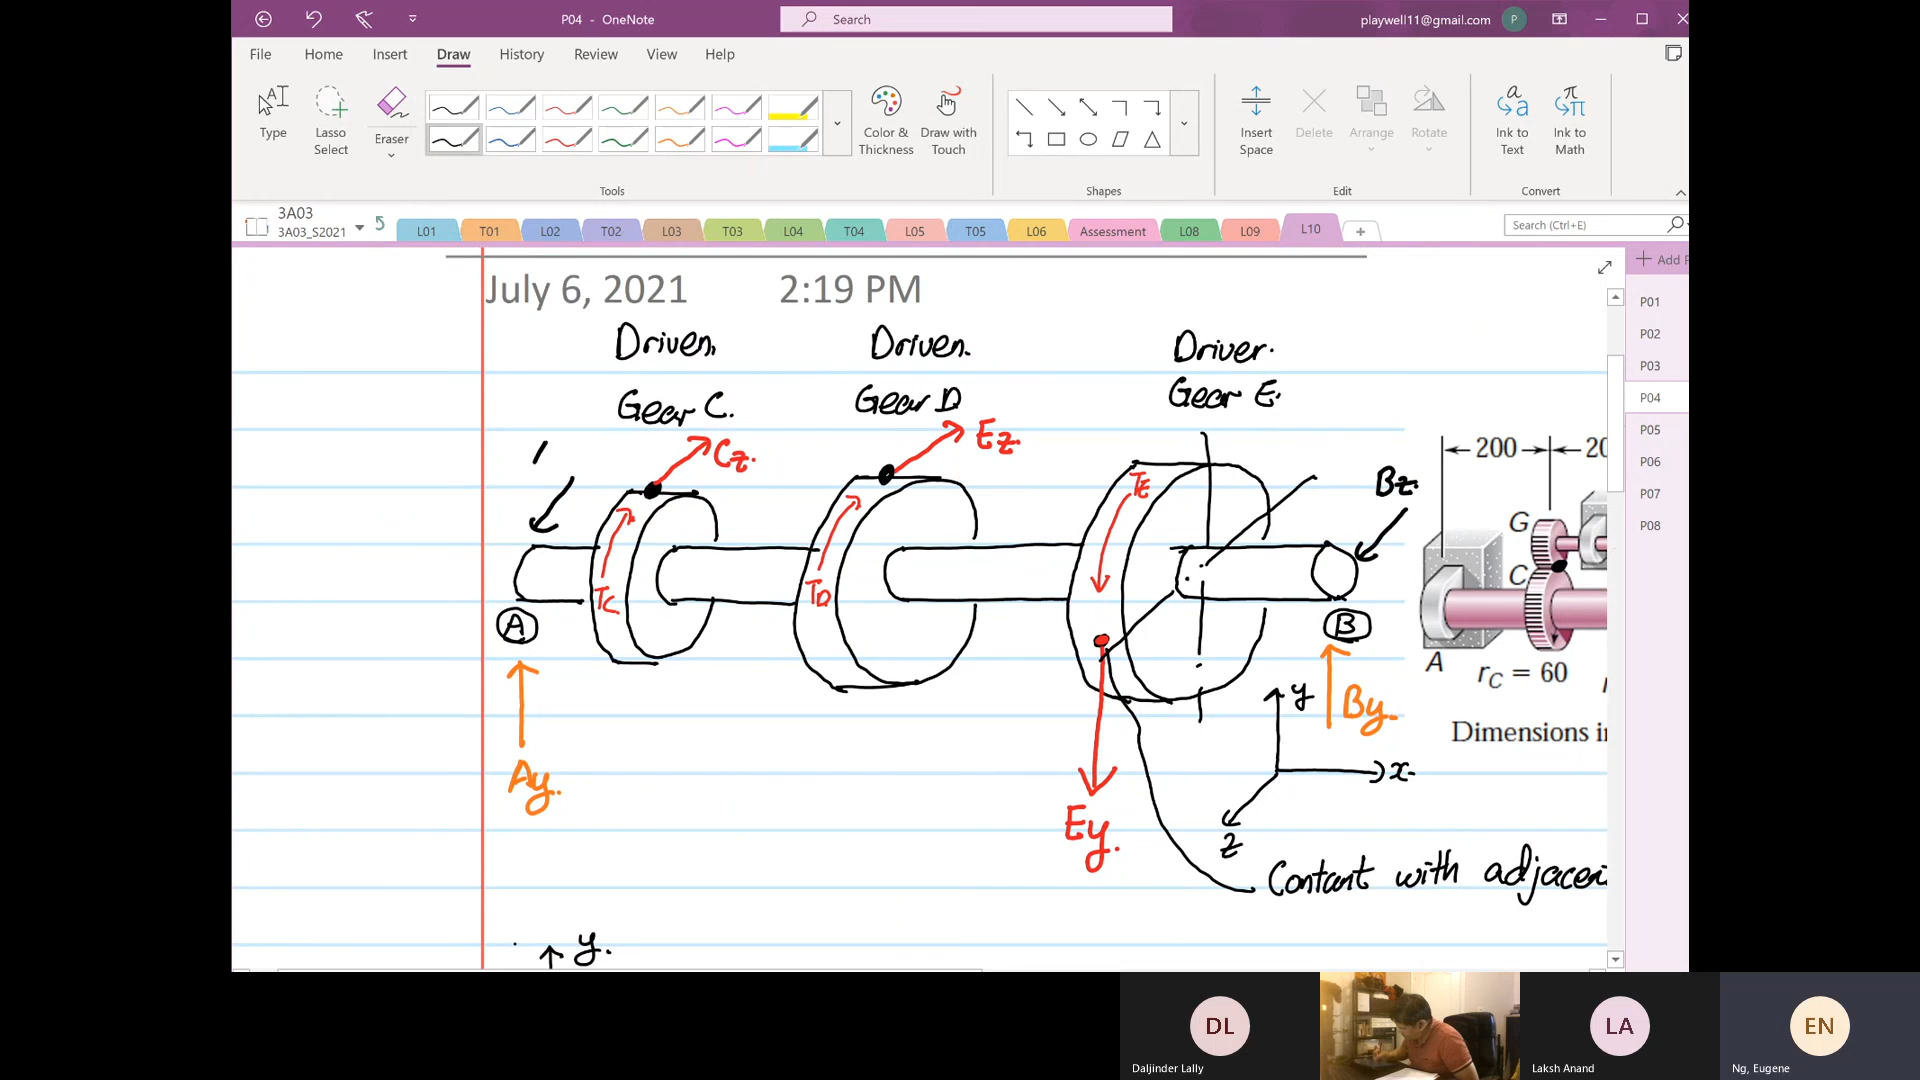 P04 - OneNote
Search
playwell11@gmail.com
P
File
Home
Insert
Draw
History
Review
View
Help
Type
Lasso Select
Eraser
Color & Thickness
Draw with Touch
Insert Space
Delete
Arrange
Rotate
Ink to Text
Ink to Math
Tools
Shapes
Edit
Convert
3A03
3A03_S2021
L01
T01
L02
T02
L03
T03
L04
T04
L05
T05
L06
Assessment
L08
L09
L10
Search (Ctrl+E)
Add P
P01
P02
P03
P04
P05
P06
P07
P08
July 6, 2021 2:19 PM
Driven.
Driven.
Driver.
Gear C.
Gear D
Gear E.
Cz.
Ez.
TE
Bz.
TC
TD
A
B
Ay.
By.
Ey.
y
x
z
Contant with adjacen
y.
200
20
G
C
A
rC = 60
Dimensions i
DL
Daljinder Lally
LA
Laksh Anand
EN
Ng, Eugene